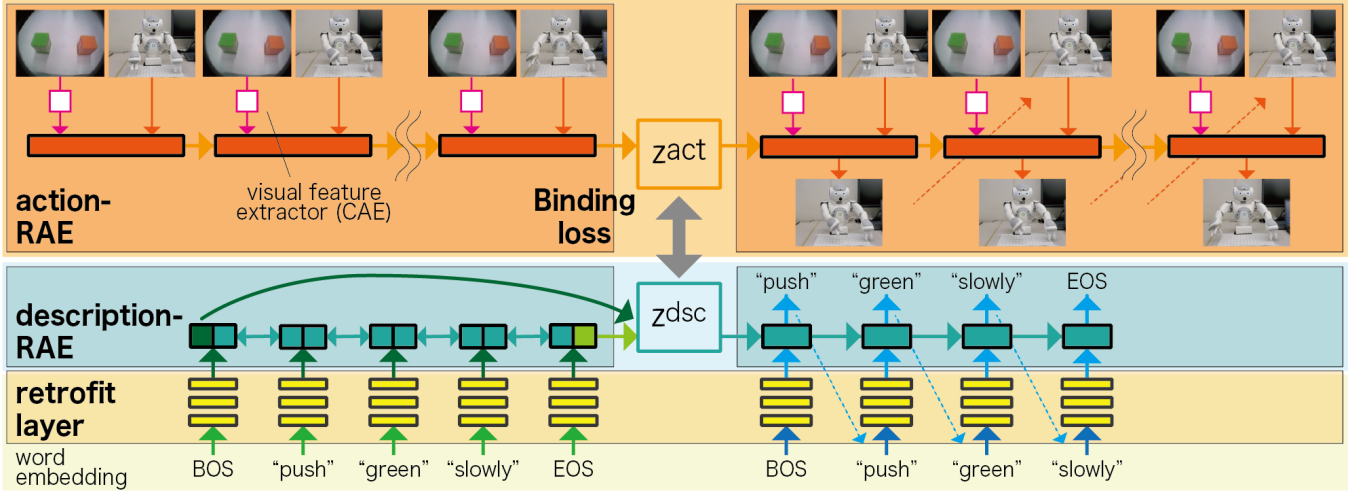 visual feature
extractor (CAE)
action-
RAE
Binding
loss
zact
description-
RAE
zdsc
"push" "green" "slowly" EOS
retrofit
layer
word
embedding
BOS "push" "green" "slowly" EOS
BOS "push" "green" "slowly"